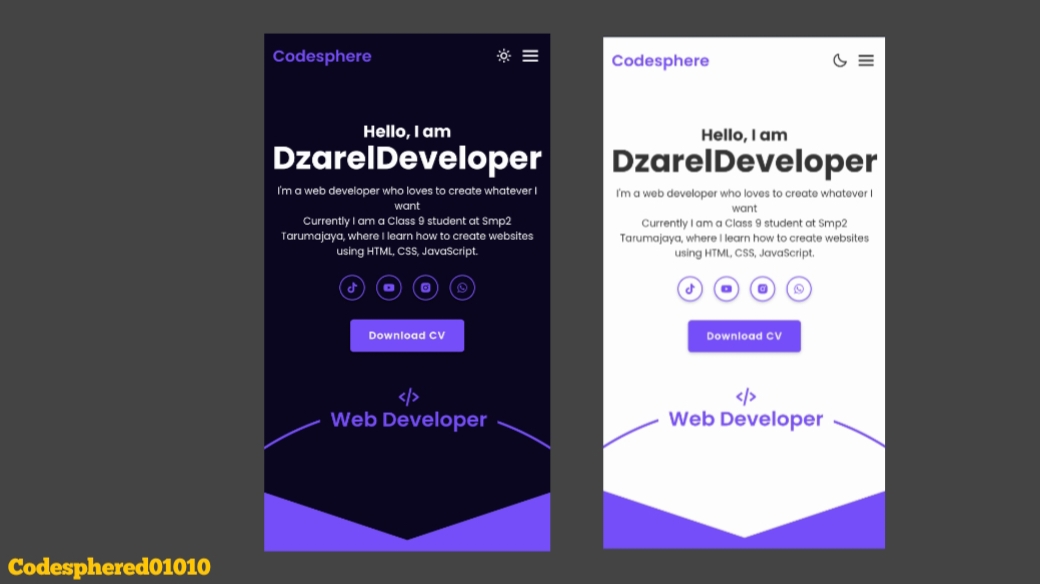 Codesphere
Hello, I am
DzarelDeveloper
I'm a web developer who loves to create whatever I
want
Currently I am a Class 9 student at Smp2
Tarumajaya, where I learn how to create websites
using HTML, CSS, JavaScript.
Download CV
</>
Web Developer
Codesphere
Hello, I am
DzarelDeveloper
I'm a web developer who loves to create whatever I
want
Currently I am a Class 9 student at Smp2
Tarumajaya, where I learn how to create websites
using HTML, CSS, JavaScript.
Download CV
</>
Web Developer
Codesphered01010